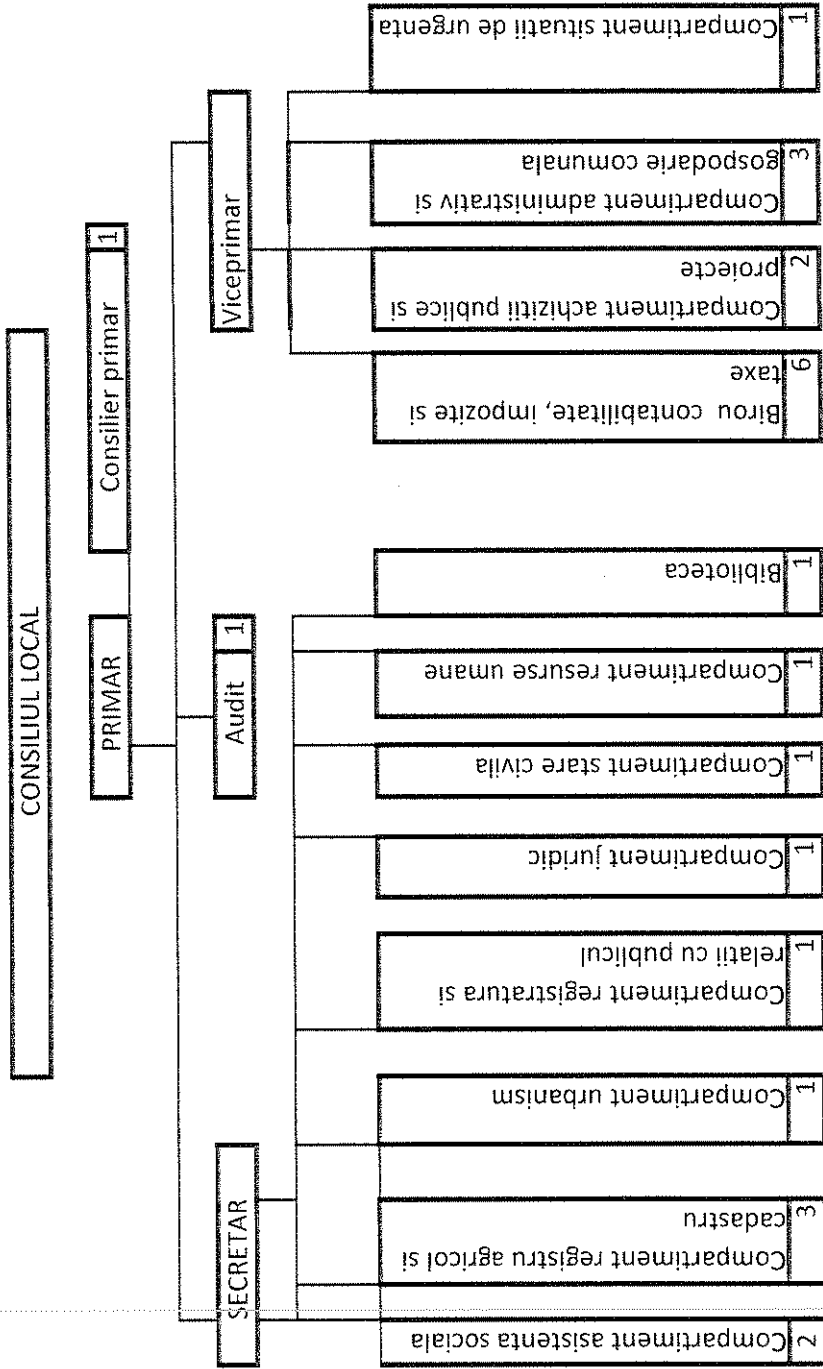 CONSILIUL LOCAL
PRIMAR
Consilier primar 1
SECRETAR
Audit 1
Viceprimar
Compartiment asistenta sociala
2
Compartiment registru agricol si
cadastru
3
Compartiment urbanism
1
Compartiment registratura si
relatii cu publicul
1
Compartiment juridic
1
Compartiment stare civila
1
Compartiment resurse umane
1
Biblioteca
1
Birou contabilitate, impozite si
taxe
6
Compartiment achizitii publice si
proiecte
2
Compartiment administrativ si
gospodarie comunala
3
Compartiment situatii de urgenta
1